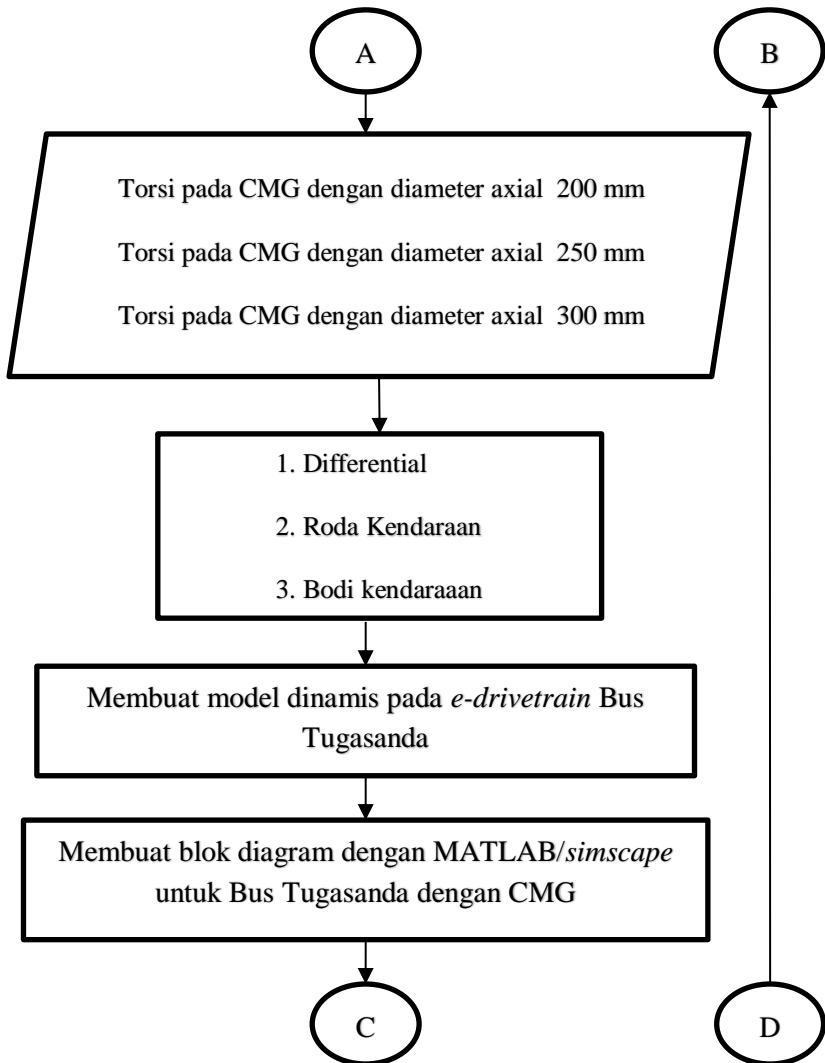 A
B
Torsi pada CMG dengan diameter axial 200 mm
Torsi pada CMG dengan diameter axial 250 mm
Torsi pada CMG dengan diameter axial 300 mm
1. Differential
2. Roda Kendaraan
3. Bodi kendaraaan
Membuat model dinamis pada e-drivetrain Bus
Tugasanda
Membuat blok diagram dengan MATLAB/simscape
untuk Bus Tugasanda dengan CMG
C
D